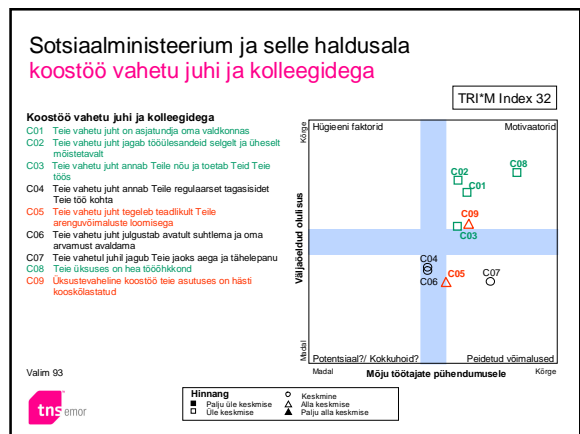 Sotsiaalministeerium ja selle haldusala
koostöö vahetu juhi ja kolleegidega
TRI*M Index 32
Koostöö vahetu juhi ja kolleegidega
C01 Teie vahetu juht on asjatundja oma valdkonnas
C02 Teie vahetu juht jagab tööülesandeid selgelt ja üheselt
mõistetavalt
C03 Teie vahetu juht annab Teile nõu ja toetab Teid Teie
töös
C04 Teie vahetu juht annab Teile regulaarset tagasisidet
Teie töö kohta
C05 Teie vahetu juht tegeleb teadlikult Teile
arenguvõimaluste loomisega
C06 Teie vahetu juht julgustab avatult suhtlema ja oma
arvamust avaldama
C07 Teie vahetul juhil jagub Teie jaoks aega ja tähelepanu
C08 Teie üksuses on hea töööhkkond
C09 Üksustevaheline koostöö teie asutuses on hästi
kooskõlastatud
Kõrge
Väljaöeldud olulisus
Madal
Hügieeni faktorid
Motivaatorid
C08
C02
C01
C09
C03
C04
C06
C05
C07
Potentsiaal?/ Kokkuhoid?
Peidetud võimalused
Madal
Mõju töötajate pühendumusele
Kõrge
Valim 93
tns emor
Hinnang
Palju üle keskmise
Üle keskmise
Keskmine
Alla keskmise
Palju alla keskmise